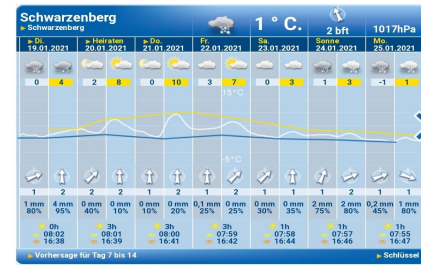 Schwarzenberg
► Schwarzenberg
1 ° C.
2 bft
1017hPa
► Di. ► Heiraten ► Do. Fr. Sa. Sonne Mo.
19.01.2021 20.01.2021 21.01.2021 22.01.2021 23.01.2021 24.01.2021 25.01.2021
0 4 2 8 0 10 3 7 0 3 1 3 -1 1
15°C
-5°C
1 1 2 2 1 2 1 2 1 1 1 2 1 1
1 mm 4 mm 0 mm 0 mm 0 mm 0 mm 0,1 mm 0 mm 0 mm 0 mm 2 mm 2 mm 0,2 mm 1 mm
80% 95% 40% 10% 10% 20% 25% 25% 30% 35% 75% 80% 45% 80%
0h 3h 3h 3h 1h 1h 1h
08:02 08:01 08:00 07:59 07:58 07:57 07:55
16:38 16:39 16:41 16:42 16:44 16:46 16:47
► Vorhersage für Tag 7 bis 14
► Schlüssel